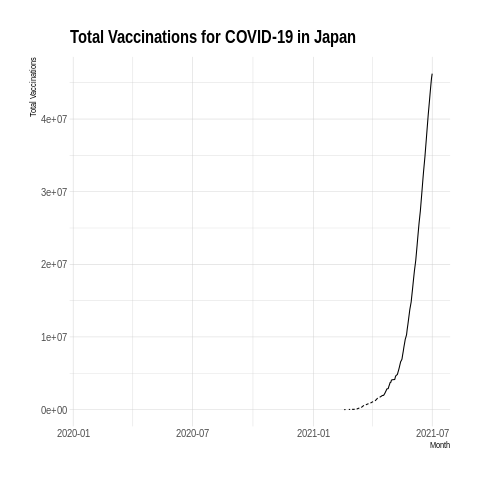 Total Vaccinations for COVID-19 in Japan
Total Vaccinations
4e+07
3e+07
2e+07
1e+07
0e+00
2020-01 2020-07 2021-01 2021-07
Month